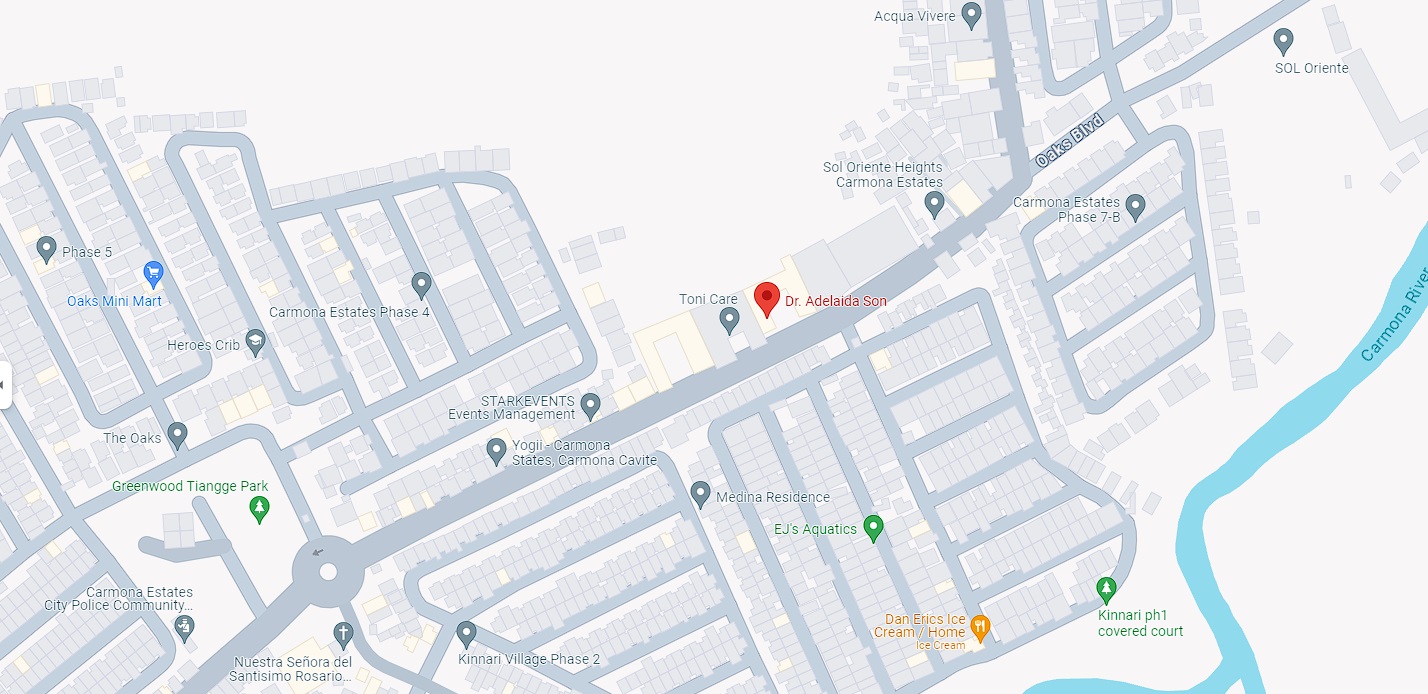 Acqua Vivere
SOL Oriente
Oaks Blvd
Sol Oriente Heights
Carmona Estates
Carmona Estates
Phase 7-B
Phase 5
Oaks Mini Mart
Carmona Estates Phase 4
Toni Care
Dr. Adelaida Son
Carmona River
Heroes Crib
STARKEVENTS
Events Management
The Oaks
Yogii - Carmona
States, Carmona Cavite
Greenwood Tiangge Park
Medina Residence
EJ's Aquatics
Carmona Estates
City Police Community...
Dan Erics Ice
Cream / Home
Ice Cream
Kinnari ph1
covered court
Nuestra Señora del
Santisimo Rosario...
Kinnari Village Phase 2